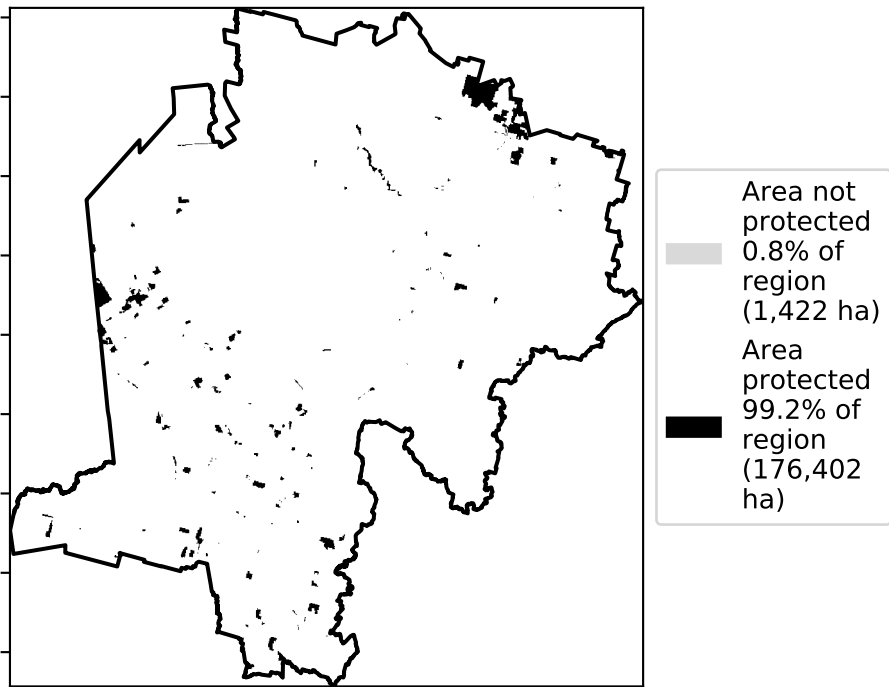 Area not
protected
0.8% of
region
(1,422 ha)
Area
protected
99.2% of
region
(176,402
ha)